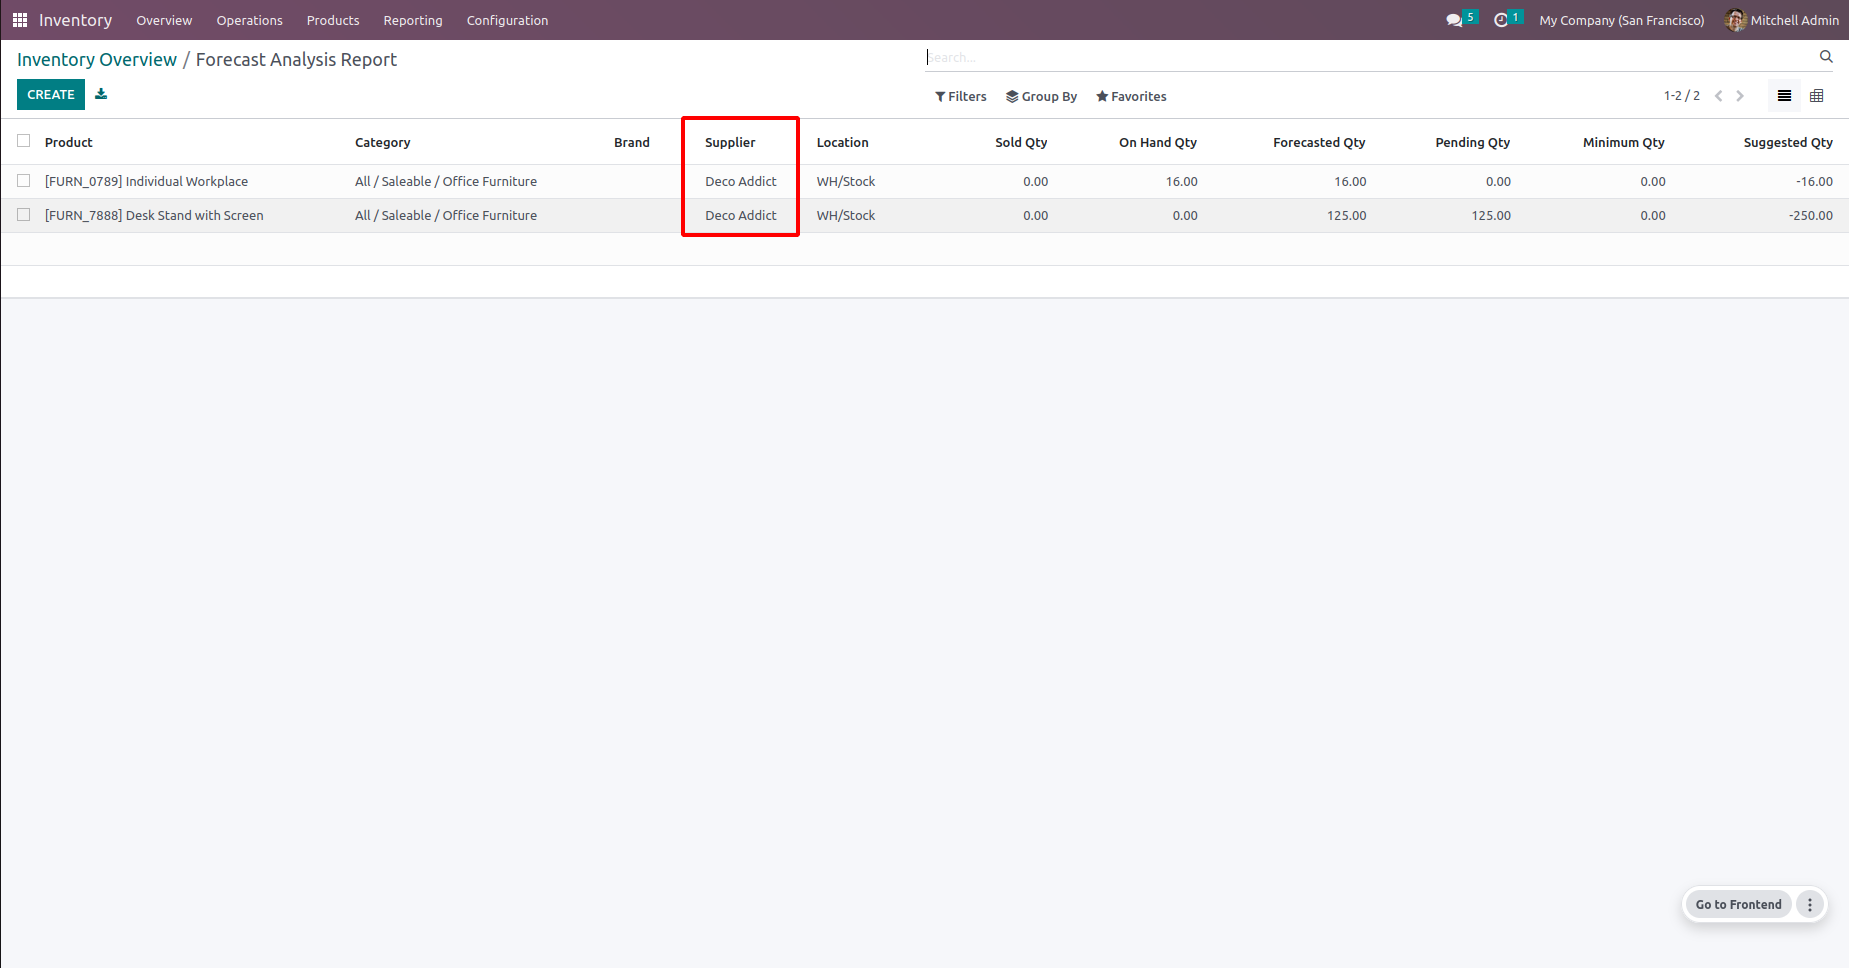 Inventory Overview Operations Products Reporting Configuration 5 1 My Company (San Francisco) Mitchell Admin
Inventory Overview / Forecast Analysis Report
Search...
CREATE
Filters Group By Favorites 1-2 / 2
Product Category Brand Supplier Location Sold Qty On Hand Qty Forecasted Qty Pending Qty Minimum Qty Suggested Qty
[FURN_0789] Individual Workplace All / Saleable / Office Furniture Deco Addict WH/Stock 0.00 16.00 16.00 0.00 0.00 -16.00
[FURN_7888] Desk Stand with Screen All / Saleable / Office Furniture Deco Addict WH/Stock 0.00 0.00 125.00 125.00 0.00 -250.00
Go to Frontend